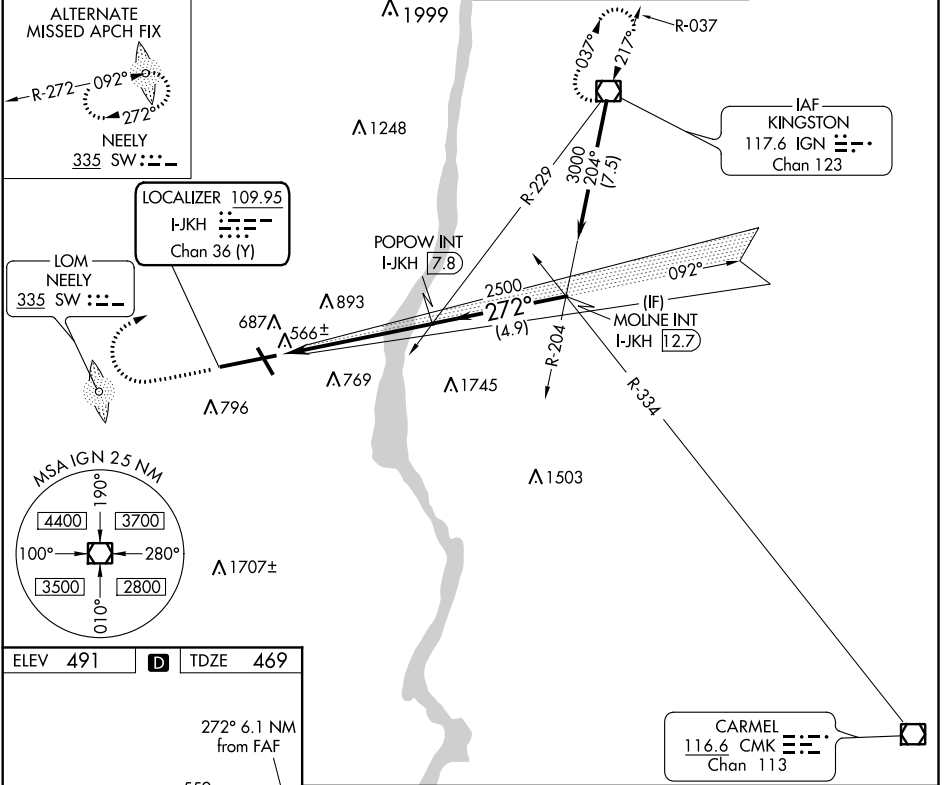 ALTERNATE
MISSED APCH FIX
R-272
092°
272°
NEELY
335 SW
1999
R-037
037°
217°
IAF
KINGSTON
117.6 IGN
Chan 123
1248
3000
204°
(7.5)
R-229
LOCALIZER 109.95
I-JKH
Chan 36 (Y)
POPOW INT
I-JKH 7.8
LOM
NEELY
335 SW
092°
2500
272°
(4.9)
(IF)
MOLNE INT
I-JKH 12.7
893
687
566±
R-204
769
1745
R-334
796
1503
MSA IGN 25 NM
190°
4400
3700
100°
280°
3500
2800
010°
1707±
ELEV 491
D
TDZE 469
272° 6.1 NM
from FAF
CARMEL
116.6 CMK
Chan 113